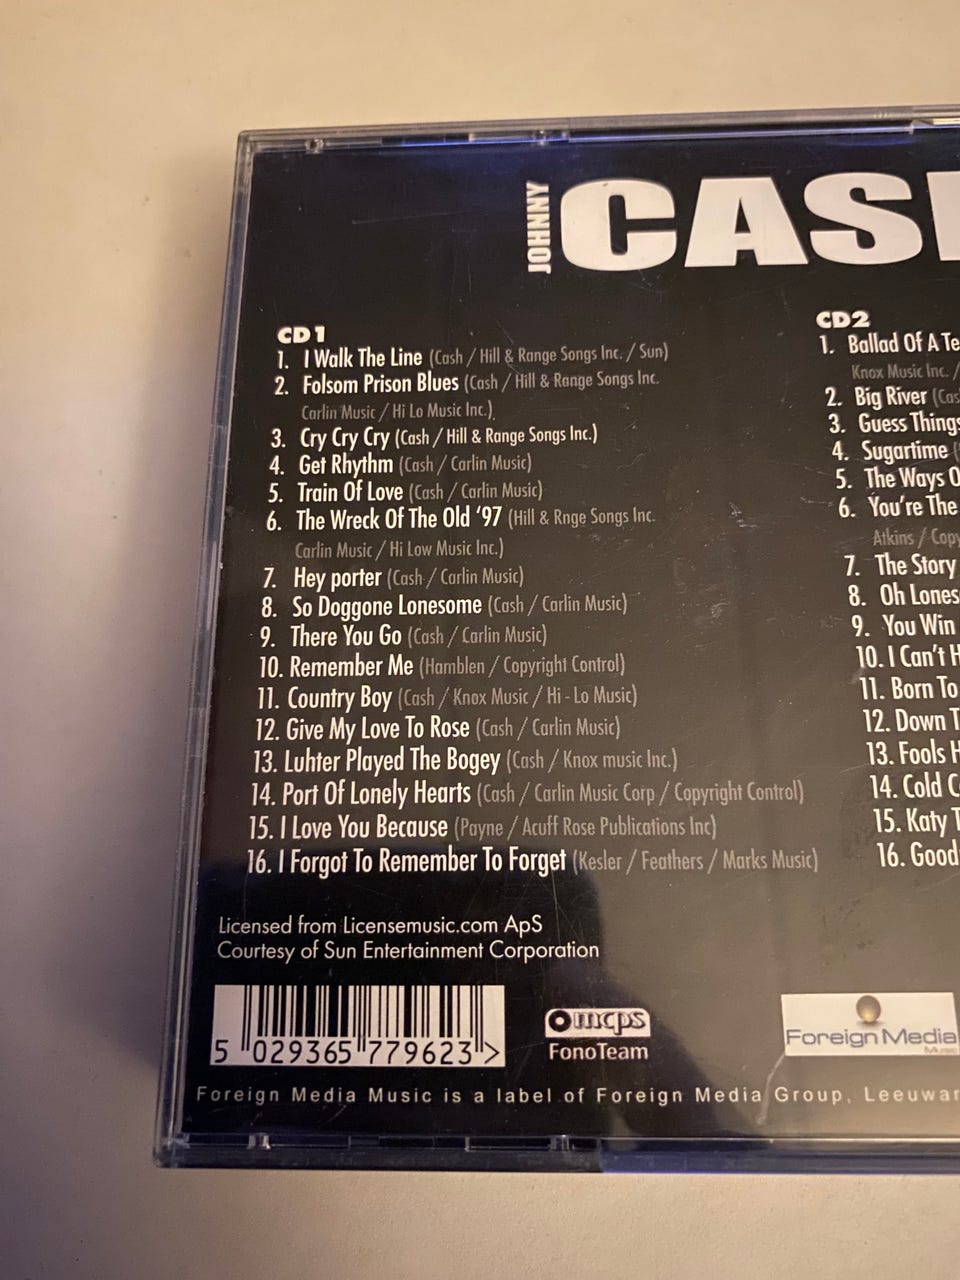 JOHNNY
CAS
CD 1
1. I Walk The Line (Cash / Hill & Range Songs Inc. / Sun)
2. Folsom Prison Blues (Cash / Hill & Range Songs Inc.
Carlin Music / Hi Lo Music Inc.)
3. Cry Cry Cry (Cash / Hill & Range Songs Inc.)
4. Get Rhythm (Cash / Carlin Music)
5. Train Of Love (Cash / Carlin Music)
6. The Wreck Of The Old '97 (Hill & Rnge Songs Inc.
Carlin Music / Hi Low Music Inc.)
7. Hey porter (Cash / Carlin Music)
8. So Doggone Lonesome (Cash / Carlin Music)
9. There You Go (Cash / Carlin Music)
10. Remember Me (Hamblen / Copyright Control)
11. Country Boy (Cash / Knox Music / Hi - Lo Music)
12. Give My Love To Rose (Cash / Carlin Music)
13. Luhter Played The Bogey (Cash / Knox music Inc.)
14. Port Of Lonely Hearts (Cash / Carlin Music Corp / Copyright Control)
15. I Love You Because (Payne / Acuff Rose Publications Inc)
16. I Forgot To Remember To Forget (Kesler / Feathers / Marks Music)
CD2
1. Ballad Of A Te
Knox Music Inc. /
2. Big River (Cas
3. Guess Things
4. Sugartime (
5. The Ways O
6. You're The
Atkins / Copy
7. The Story
8. Oh Lones
9. You Win
10. I Can't H
11. Born To
12. Down T
13. Fools H
14. Cold C
15. Katy T
16. Good
Licensed from Licensemusic.com ApS
Courtesy of Sun Entertainment Corporation
5 029365 779623 >
mcps
FonoTeam
Foreign Media
Music
Foreign Media Music is a label of Foreign Media Group, Leeuwar